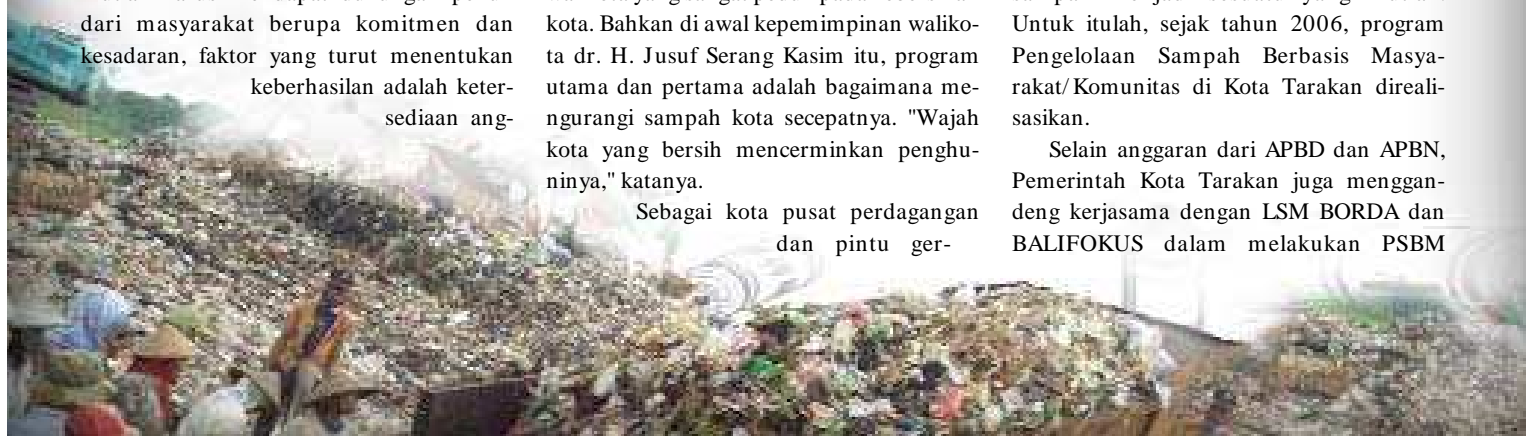 dari masyarakat berupa komitmen dan
kesadaran, faktor yang turut menentukan
keberhasilan adalah keter-
sediaan ang-
kota. Bahkan di awal kepemimpinan waliko-
ta dr. H. Jusuf Serang Kasim itu, program
utama dan pertama adalah bagaimana me-
ngurangi sampah kota secepatnya. "Wajah
kota yang bersih mencerminkan penghu-
ninya," katanya.
Sebagai kota pusat perdagangan
dan pintu ger-
Untuk itulah, sejak tahun 2006, program
Pengelolaan Sampah Berbasis Masya-
rakat/Komunitas di Kota Tarakan direali-
sasikan.
Selain anggaran dari APBD dan APBN,
Pemerintah Kota Tarakan juga menggan-
deng kerjasama dengan LSM BORDA dan
BALIFOKUS dalam melakukan PSBM